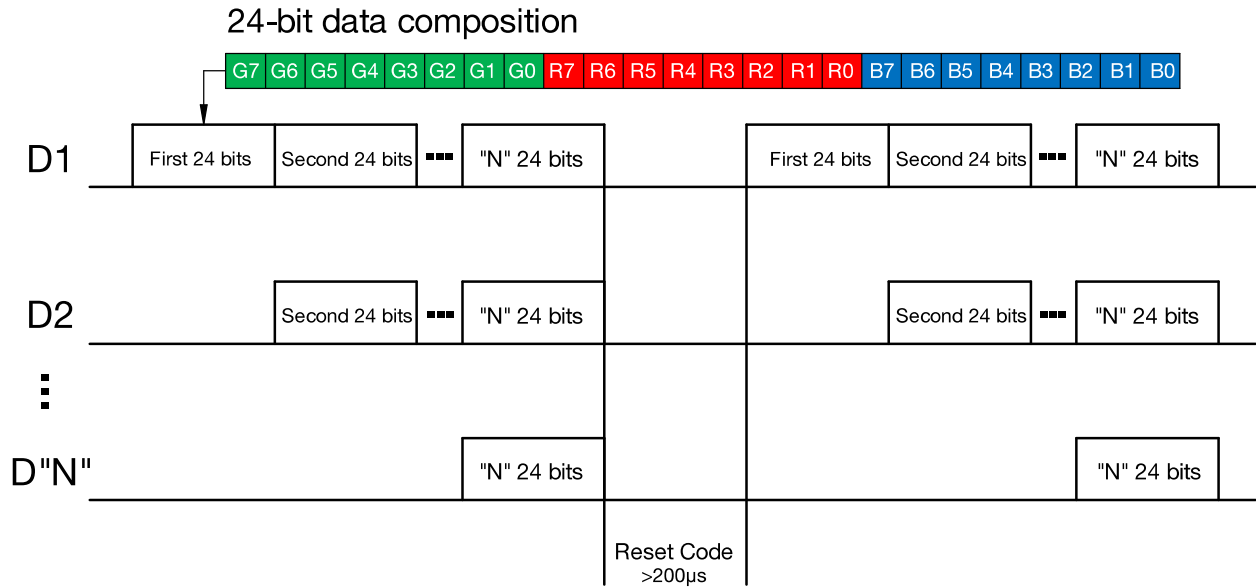 24-bit data composition
G7 G6 G5 G4 G3 G2 G1 G0 R7 R6 R5 R4 R3 R2 R1 R0 B7 B6 B5 B4 B3 B2 B1 B0
D1 First 24 bits Second 24 bits "N" 24 bits First 24 bits Second 24 bits "N" 24 bits
D2 Second 24 bits "N" 24 bits Second 24 bits "N" 24 bits
D"N" "N" 24 bits "N" 24 bits
Reset Code
>200µs